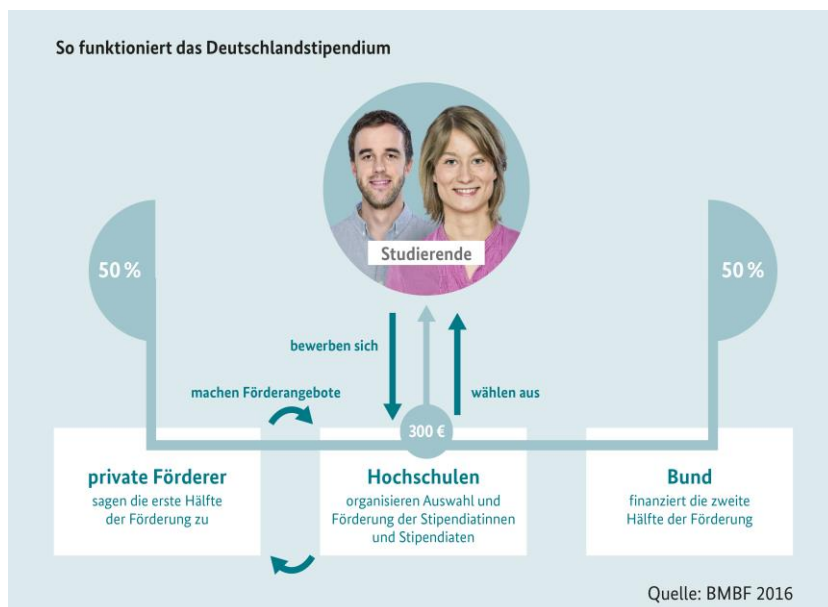 So funktioniert das Deutschlandstipendium
Studierende
50 %
50 %
bewerben sich
machen Förderangebote
wählen aus
300 €
private Förderer
sagen die erste Hälfte
der Förderung zu
Hochschulen
organisieren Auswahl und
Förderung der Stipendiatinnen
und Stipendiaten
Bund
finanziert die zweite
Hälfte der Förderung
Quelle: BMBF 2016